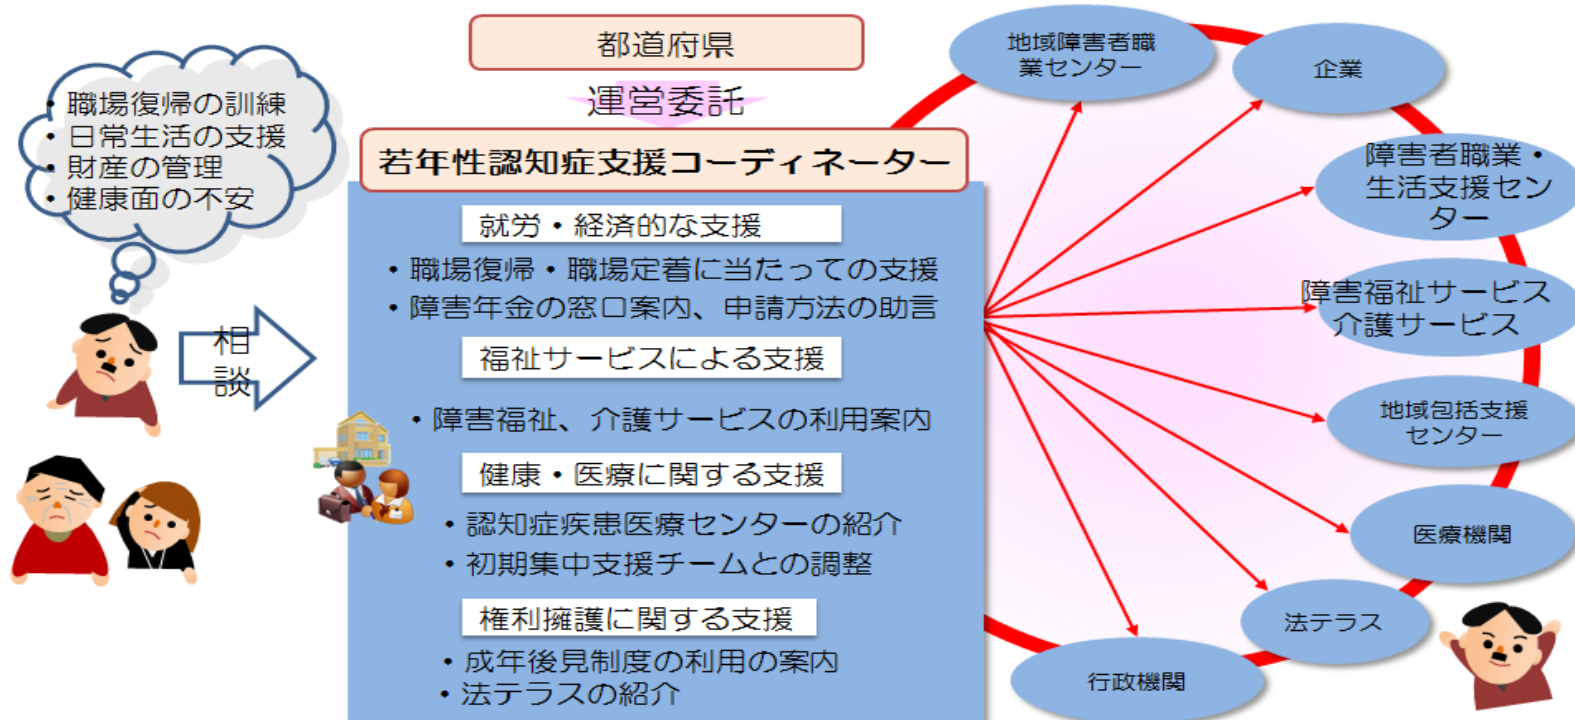 ・職場復帰の訓練
・日常生活の支援
・財産の管理
・健康面の不安
相
談
都道府県
運営委託
若年性認知症支援コーディネーター
就労・経済的な支援
・職場復帰・職場定着に当たっての支援
・障害年金の窓口案内、申請方法の助言
福祉サービスによる支援
・障害福祉、介護サービスの利用案内
健康・医療に関する支援
・認知症疾患医療センターの紹介
・初期集中支援チームとの調整
権利擁護に関する支援
・成年後見制度の利用の案内
・法テラスの紹介
地域障害者職
業センター
企業
障害者職業・
生活支援セン
ター
障害福祉サービス
介護サービス
地域包括支援
センター
医療機関
法テラス
行政機関